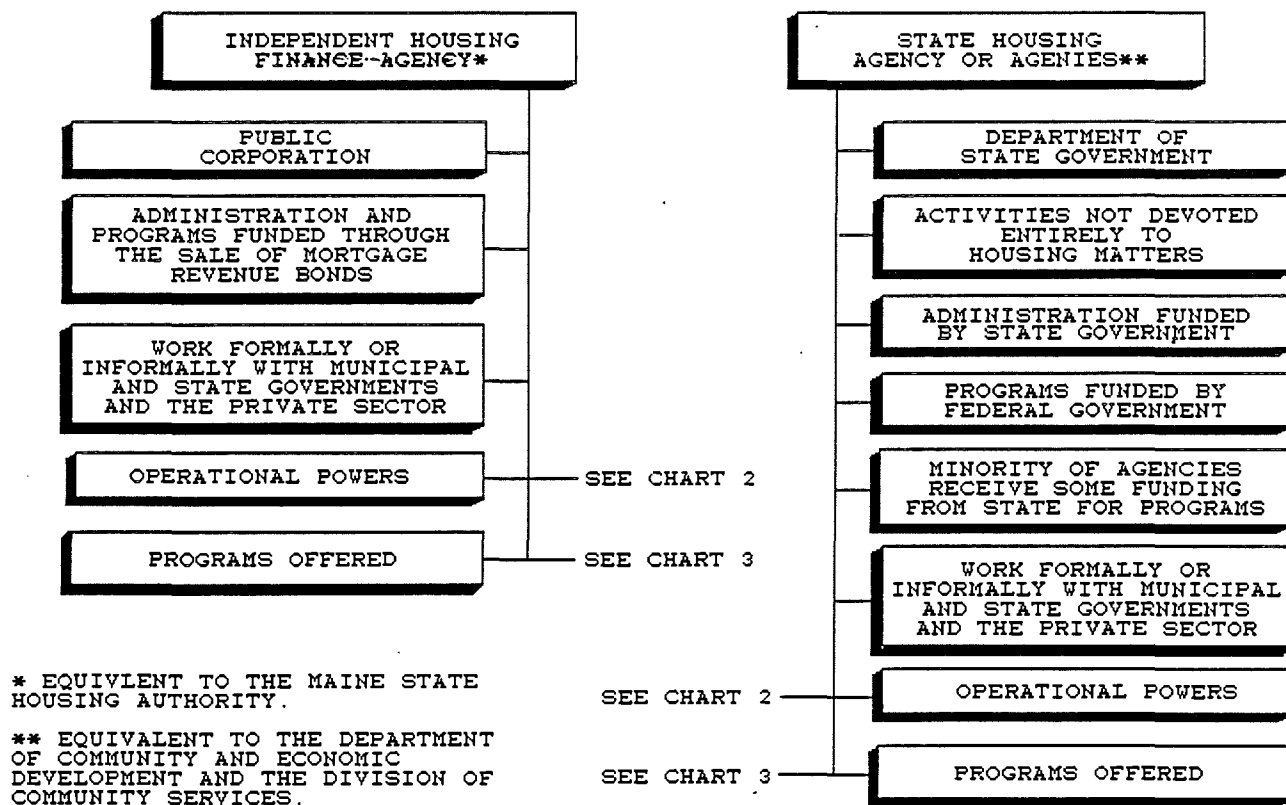 INDEPENDENT HOUSING
FINANCE--AGENCY*
PUBLIC
CORPORATION
ADMINISTRATION AND
PROGRAMS FUNDED THROUGH
THE SALE OF MORTGAGE
REVENUE BONDS
WORK FORMALLY OR
INFORMALLY WITH MUNICIPAL
AND STATE GOVERNMENTS
AND THE PRIVATE SECTOR
OPERATIONAL POWERS
SEE CHART 2
PROGRAMS OFFERED
SEE CHART 3
STATE HOUSING
AGENCY OR AGENIES**
DEPARTMENT OF
STATE GOVERNMENT
ACTIVITIES NOT DEVOTED
ENTIRELY TO
HOUSING MATTERS
ADMINISTRATION FUNDED
BY STATE GOVERNMENT
PROGRAMS FUNDED BY
FEDERAL GOVERNMENT
MINORITY OF AGENCIES
RECEIVE SOME FUNDING
FROM STATE FOR PROGRAMS
WORK FORMALLY OR
INFORMALLY WITH MUNICIPAL
AND STATE GOVERNMENTS
AND THE PRIVATE SECTOR
SEE CHART 2
OPERATIONAL POWERS
SEE CHART 3
PROGRAMS OFFERED
* EQUIVLENT TO THE MAINE STATE
HOUSING AUTHORITY.
** EQUIVALENT TO THE DEPARTMENT
OF COMMUNITY AND ECONOMIC
DEVELOPMENT AND THE DIVISION OF
COMMUNITY SERVICES.